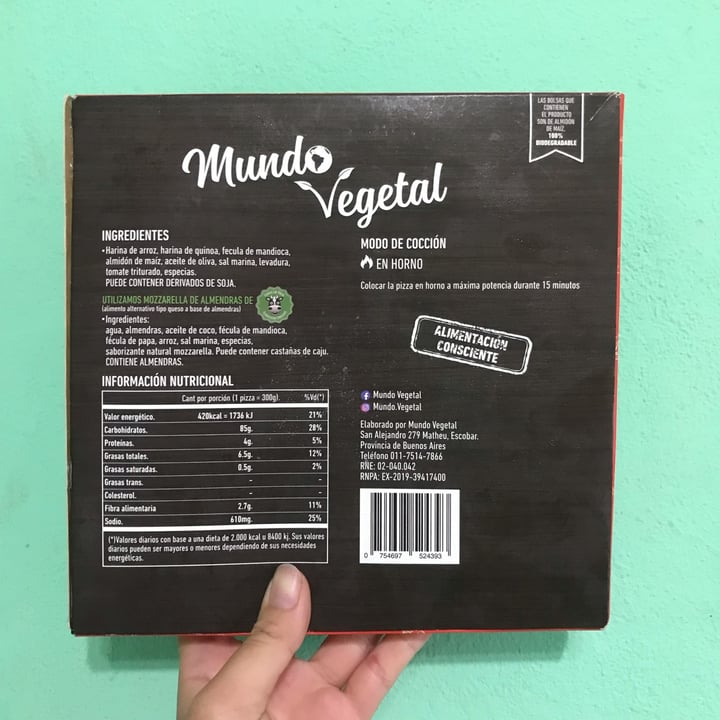 Mundo
Vegetal
LAS BOLSAS QUE
CONTIENEN
EL PRODUCTO
SON DE ALMIDÓN
DE MAÍZ.
100%
BIODEGRADABLE
INGREDIENTES
•Harina de arroz, harina de quinoa, fecula de mandioca,
almidón de maíz, aceite de oliva, sal marina, levadura,
tomate triturado, especias.
PUEDE CONTENER DERIVADOS DE SOJA.
UTILIZAMOS MOZZARELLA DE ALMENDRAS DE
(alimento alternativo tipo queso a base de almendras)
•Ingredientes:
agua, almendras, aceite de coco, fécula de mandioca,
fécula de papa, arroz, sal marina, especias,
saborizante natural mozzarella. Puede contener castañas de caju.
CONTIENE ALMENDRAS.
INFORMACIÓN NUTRICIONAL
Cant por porción (1 pizza = 300g). %Vd(*)
Valor energético. 420kcal = 1736 kJ 21%
Carbohidratos. 85g. 28%
Proteínas. 4g. 5%
Grasas totales. 6.5g. 12%
Grasas saturadas. 0.5g. 2%
Grasas trans. - -
Colesterol. - -
Fibra alimentaria 2.7g. 11%
Sodio. 610mg. 25%
(*)Valores diarios con base a una dieta de 2.000 kcal u 8400 kj. Sus valores
diarios pueden ser mayores o menores dependiendo de sus necesidades
energéticas.
MODO DE COCCIÓN
EN HORNO
Colocar la pizza en horno a máxima potencia durante 15 minutos
ALIMENTACIÓN
CONSCIENTE
Mundo Vegetal
Mundo.Vegetal
Elaborado por Mundo Vegetal
San Alejandro 279 Matheu, Escobar.
Provincia de Buenos Aires
Teléfono 011-7514-7866
RNE: 02-040.042
RNPA: EX-2019-39417400
0 754697 524393